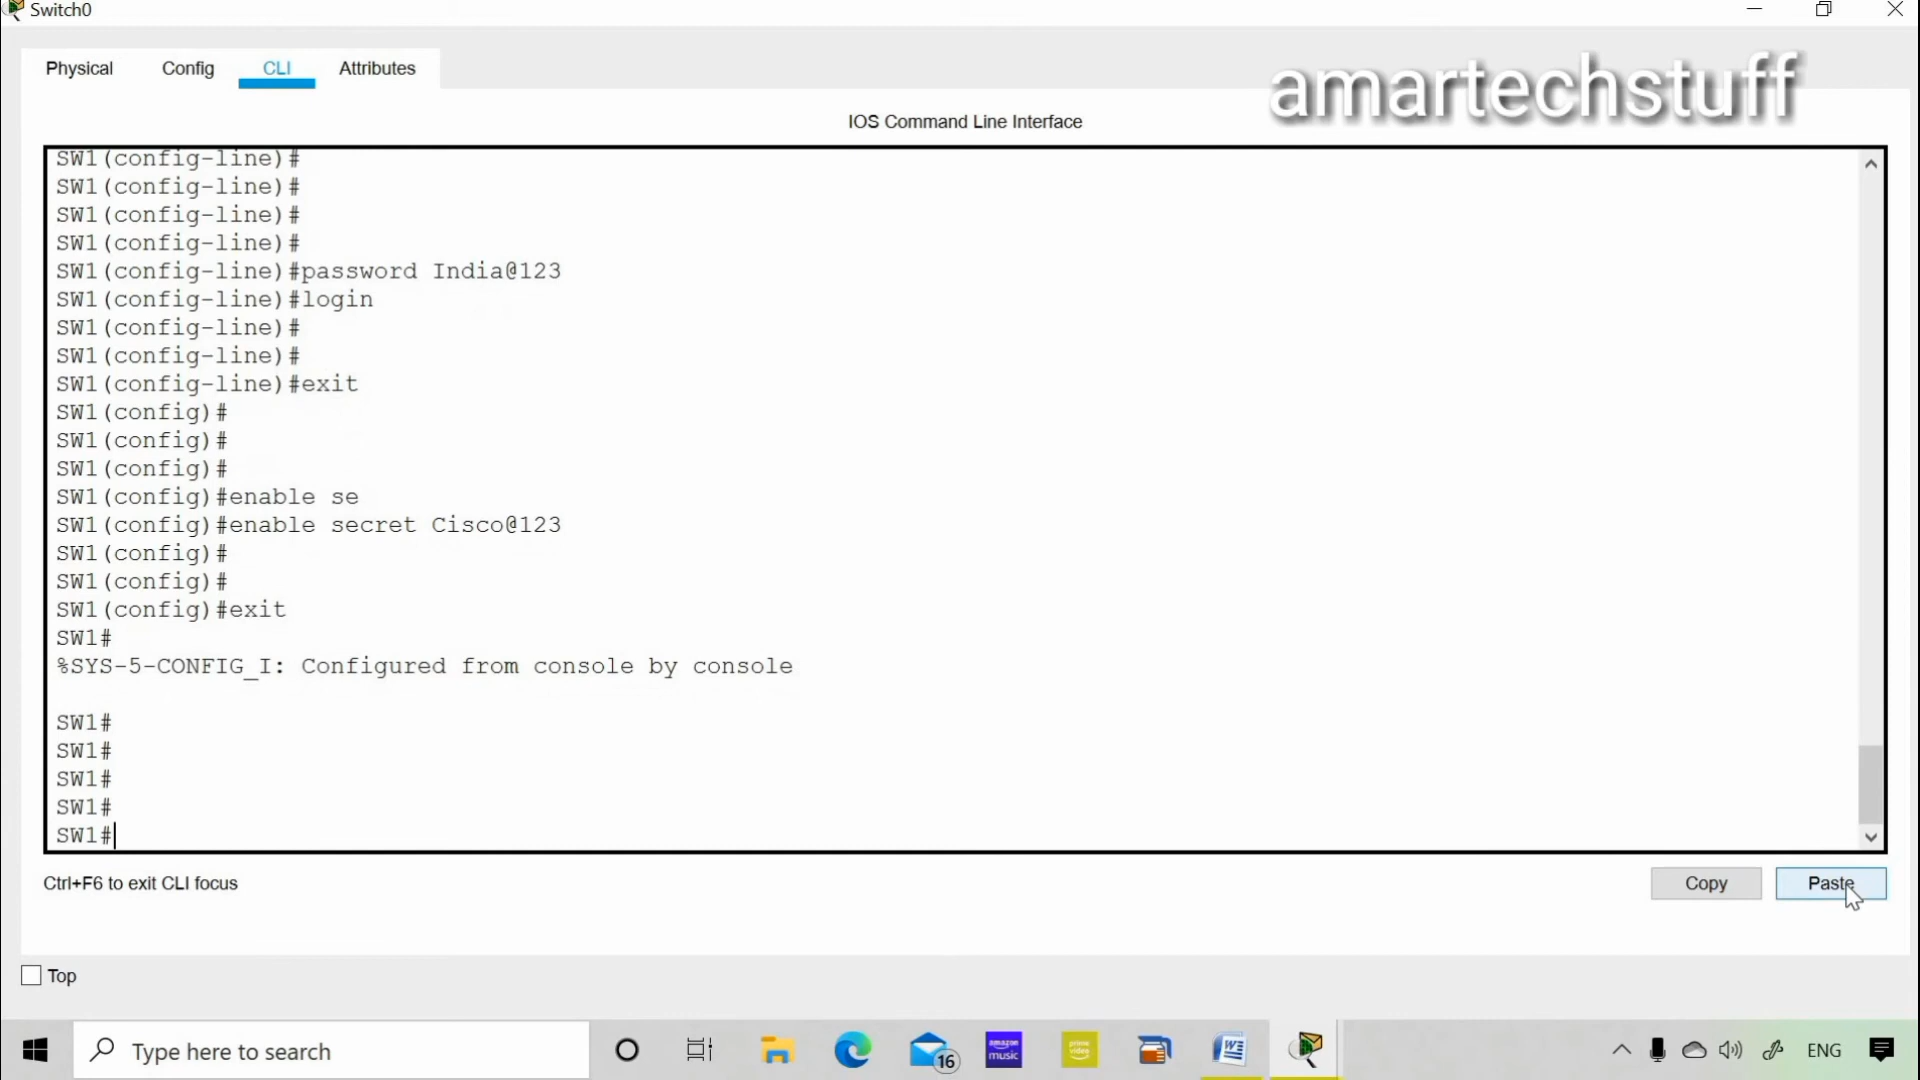 Switch0
Physical Config CLI Attributes
amartechstuff
IOS Command Line Interface
SW1(config-line)#
SW1(config-line)#
SW1(config-line)#
SW1(config-line)#
SW1(config-line)#password India@123
SW1(config-line)#login
SW1(config-line)#
SW1(config-line)#
SW1(config-line)#exit
SW1(config)#
SW1(config)#
SW1(config)#
SW1(config)#enable se
SW1(config)#enable secret Cisco@123
SW1(config)#
SW1(config)#
SW1(config)#exit
SW1#
%SYS-5-CONFIG_I: Configured from console by console
SW1#
SW1#
SW1#
SW1#
SW1#
Ctrl+F6 to exit CLI focus
Copy Paste
Top
Type here to search
16
amazon music
prime video
ENG